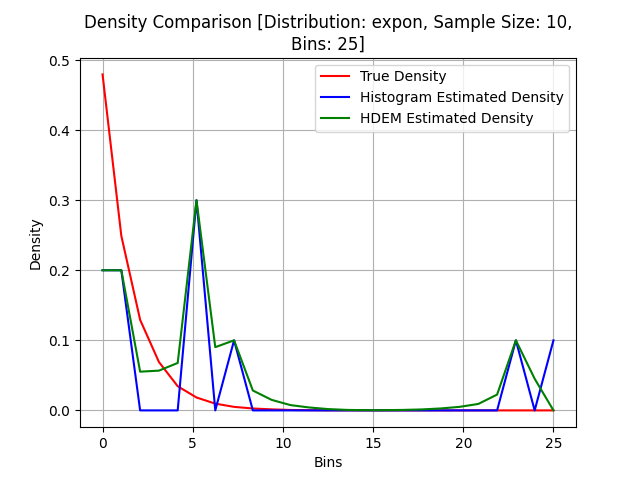 Density Comparison [Distribution: expon, Sample Size: 10,
Bins: 25]
True Density
Histogram Estimated Density
HDEM Estimated Density
Density
0.5
0.4
0.3
0.2
0.1
0.0
0 5 10 15 20 25
Bins